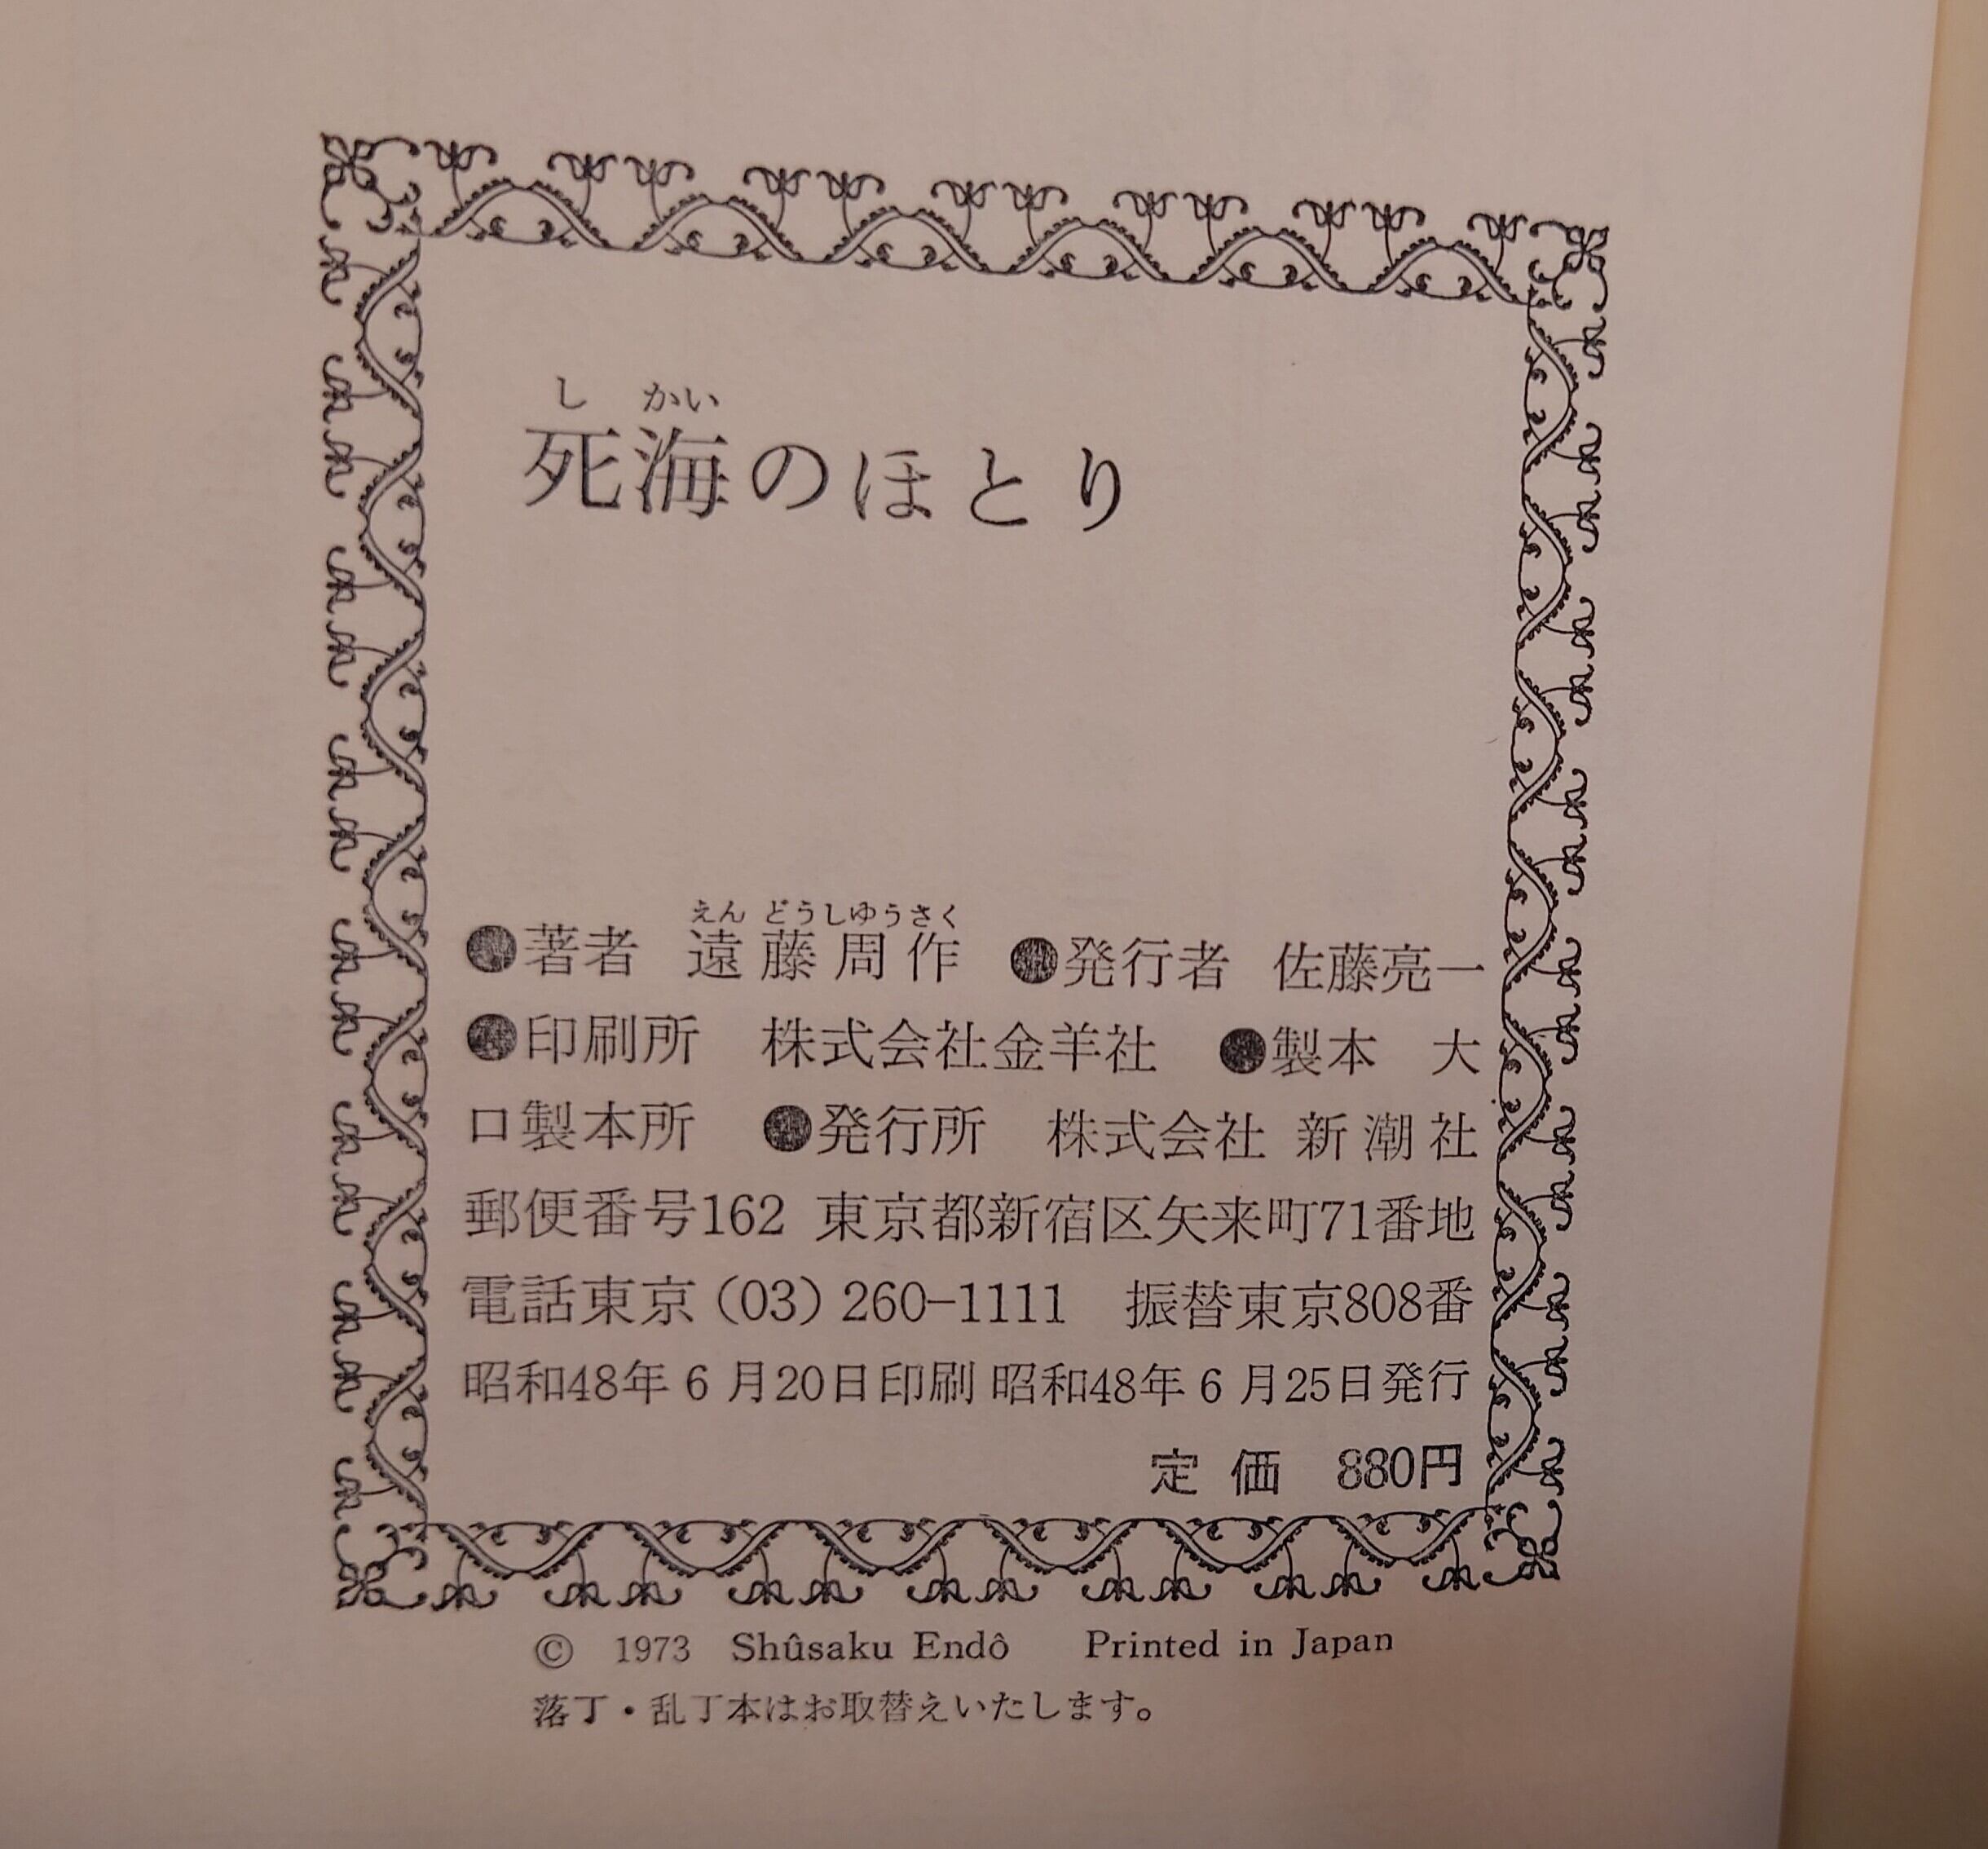 し かい
死海のほとり
えん どうしゆうさく
●著者 遠藤周作 ●発行者 佐藤亮一
●印刷所 株式会社金羊社 ●製本 大
口製本所 ●発行所 株式会社 新潮社
郵便番号162 東京都新宿区矢来町71番地
電話東京(03)260-1111 振替東京808番
昭和48年6月20日印刷 昭和48年6月25日発行
定価 880円
© 1973 Shûsaku Endô Printed in Japan
落丁・乱丁本はお取替えいたします。